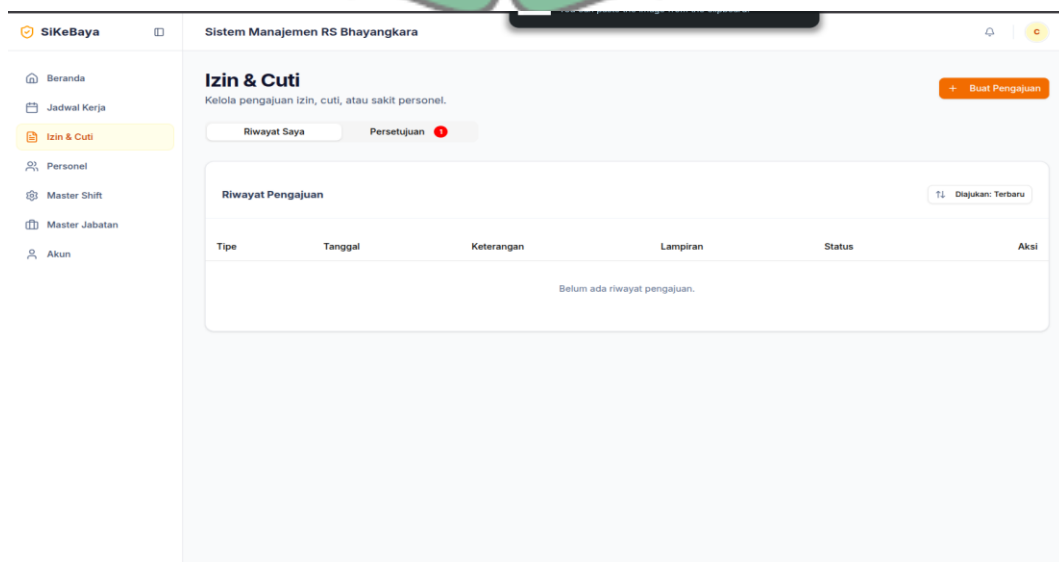 SiKeBaya
Sistem Manajemen RS Bhayangkara
C
Beranda
Jadwal Kerja
Izin & Cuti
Personel
Master Shift
Master Jabatan
Akun
Izin & Cuti
Kelola pengajuan izin, cuti, atau sakit personel.
+ Buat Pengajuan
Riwayat Saya
Persetujuan 1
Riwayat Pengajuan
Diajukan: Terbaru
Tipe Tanggal Keterangan Lampiran Status Aksi
Belum ada riwayat pengajuan.